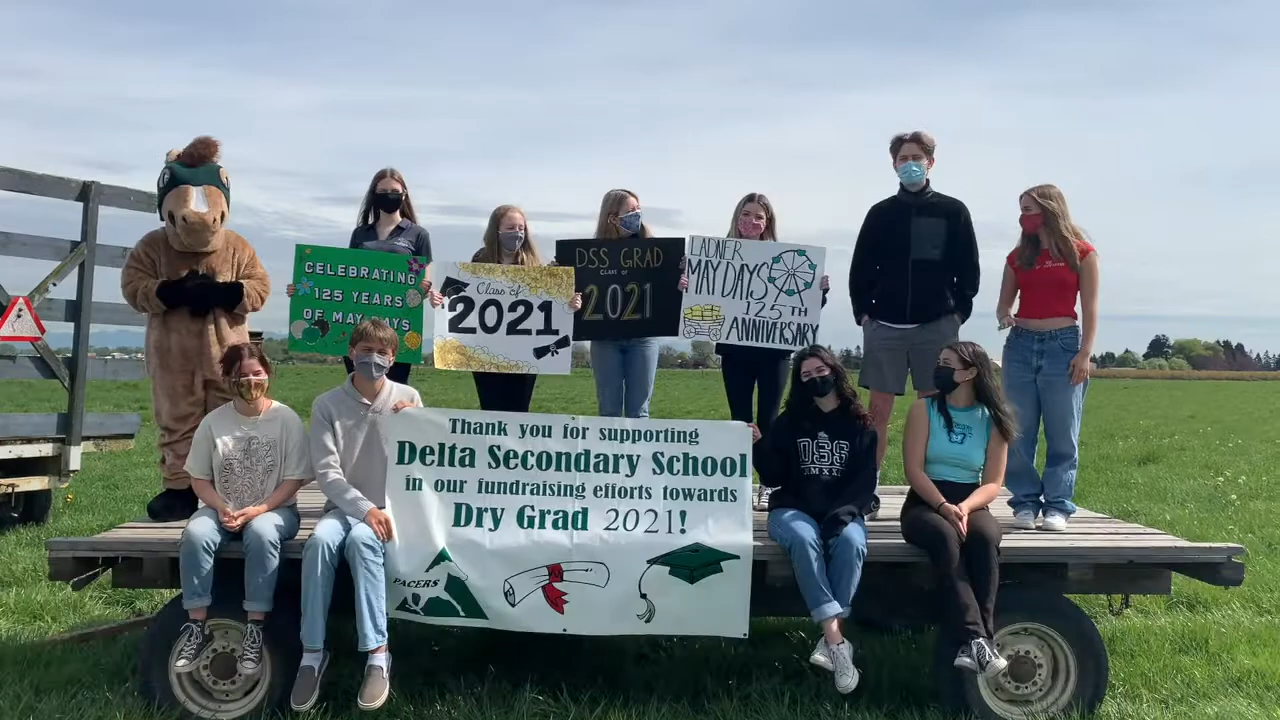 CELEBRATING
125 YEARS
OF MAY DAYS
Class of
2021
DSS GRAD
CLASS OF
2021
LADNER
MAY DAYS
125TH
ANNIVERSARY
Thank you for supporting
Delta Secondary School
in our fundraising efforts towards
Dry Grad 2021!
PACERS
DSS
MMXXI